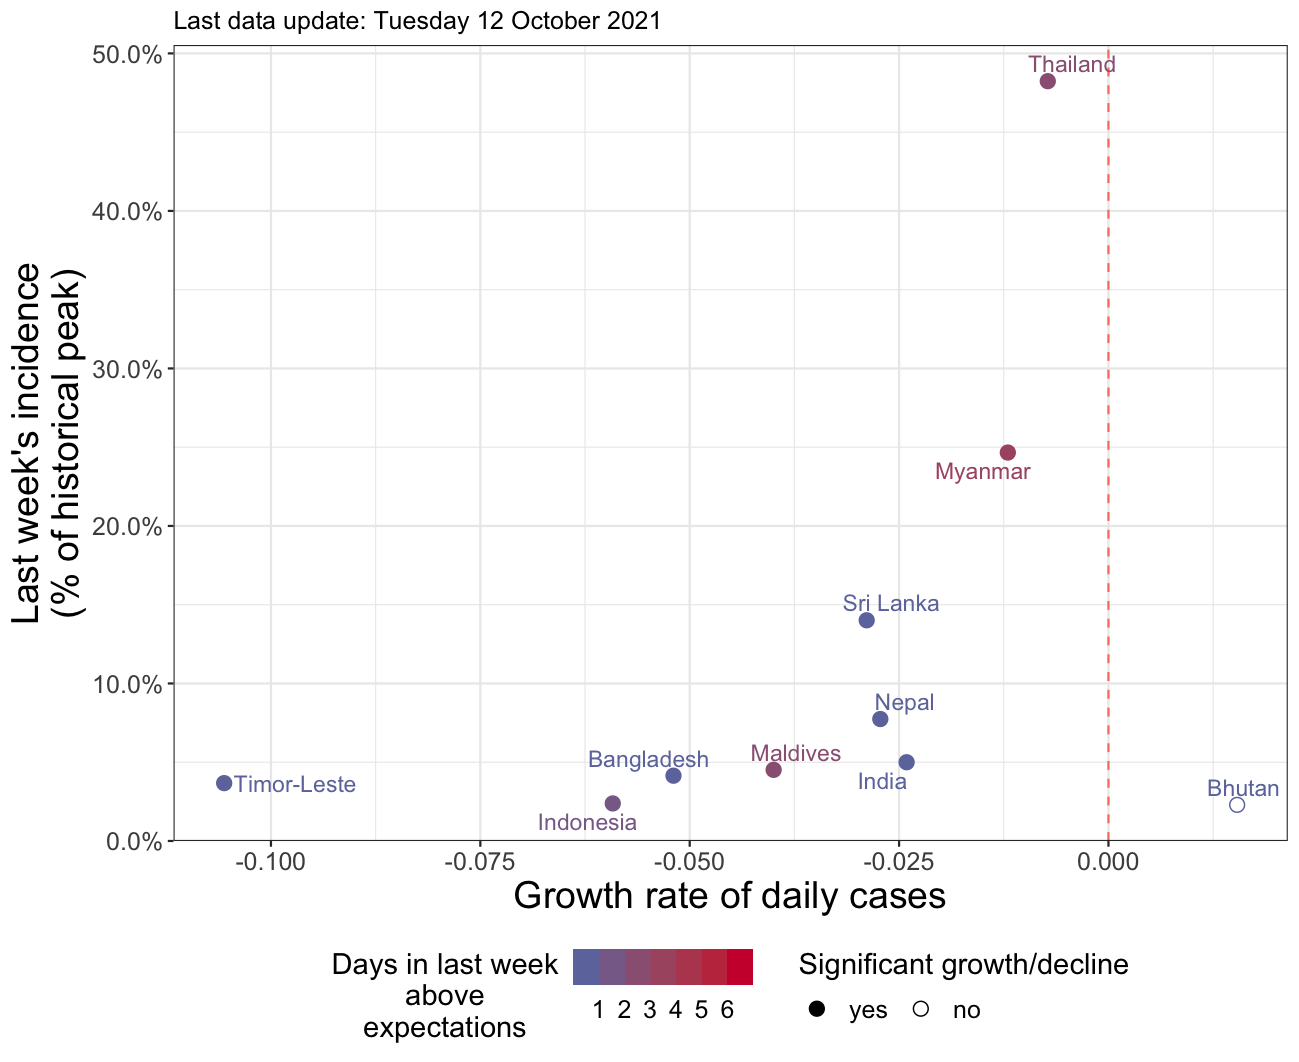 Last data update: Tuesday 12 October 2021
50.0%
40.0%
30.0%
20.0%
10.0%
0.0%
Last week's incidence
(% of historical peak)
Thailand
Myanmar
Sri Lanka
Nepal
Maldives
Bangladesh
India
Timor-Leste
Bhutan
Indonesia
-0.100
-0.075
-0.050
-0.025
0.000
Growth rate of daily cases
Days in last week
above
expectations
1 2 3 4 5 6
Significant growth/decline
yes no